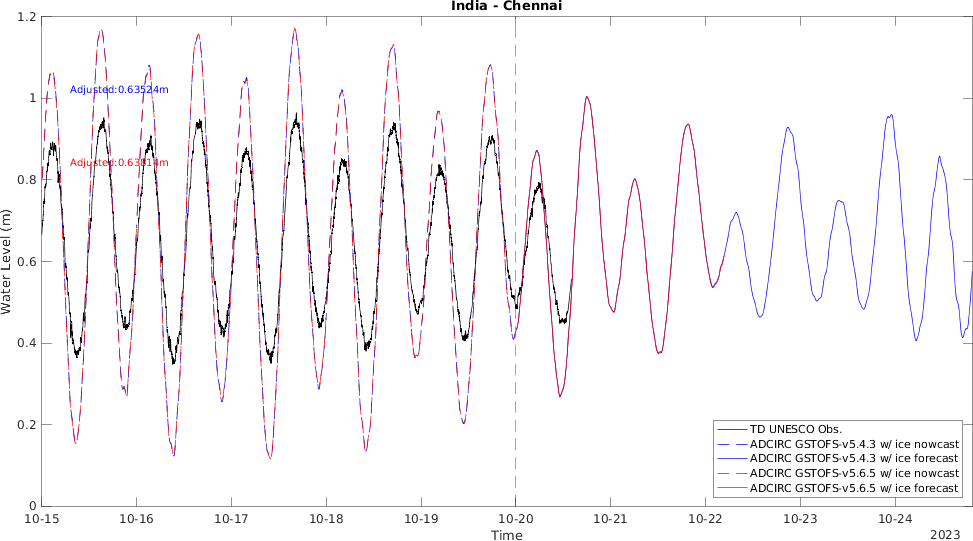 India - Chennai
1.2
1
0.8
0.6
0.4
0.2
0
Water Level (m)
Adjusted:0.63524m
Adjusted:0.63814m
TD UNESCO Obs.
ADCIRC GSTOFS-v5.4.3 w/ ice nowcast
ADCIRC GSTOFS-v5.4.3 w/ ice forecast
ADCIRC GSTOFS-v5.6.5 w/ ice nowcast
ADCIRC GSTOFS-v5.6.5 w/ ice forecast
10-15 10-16 10-17 10-18 10-19 10-20 10-21 10-22 10-23 10-24
Time
2023